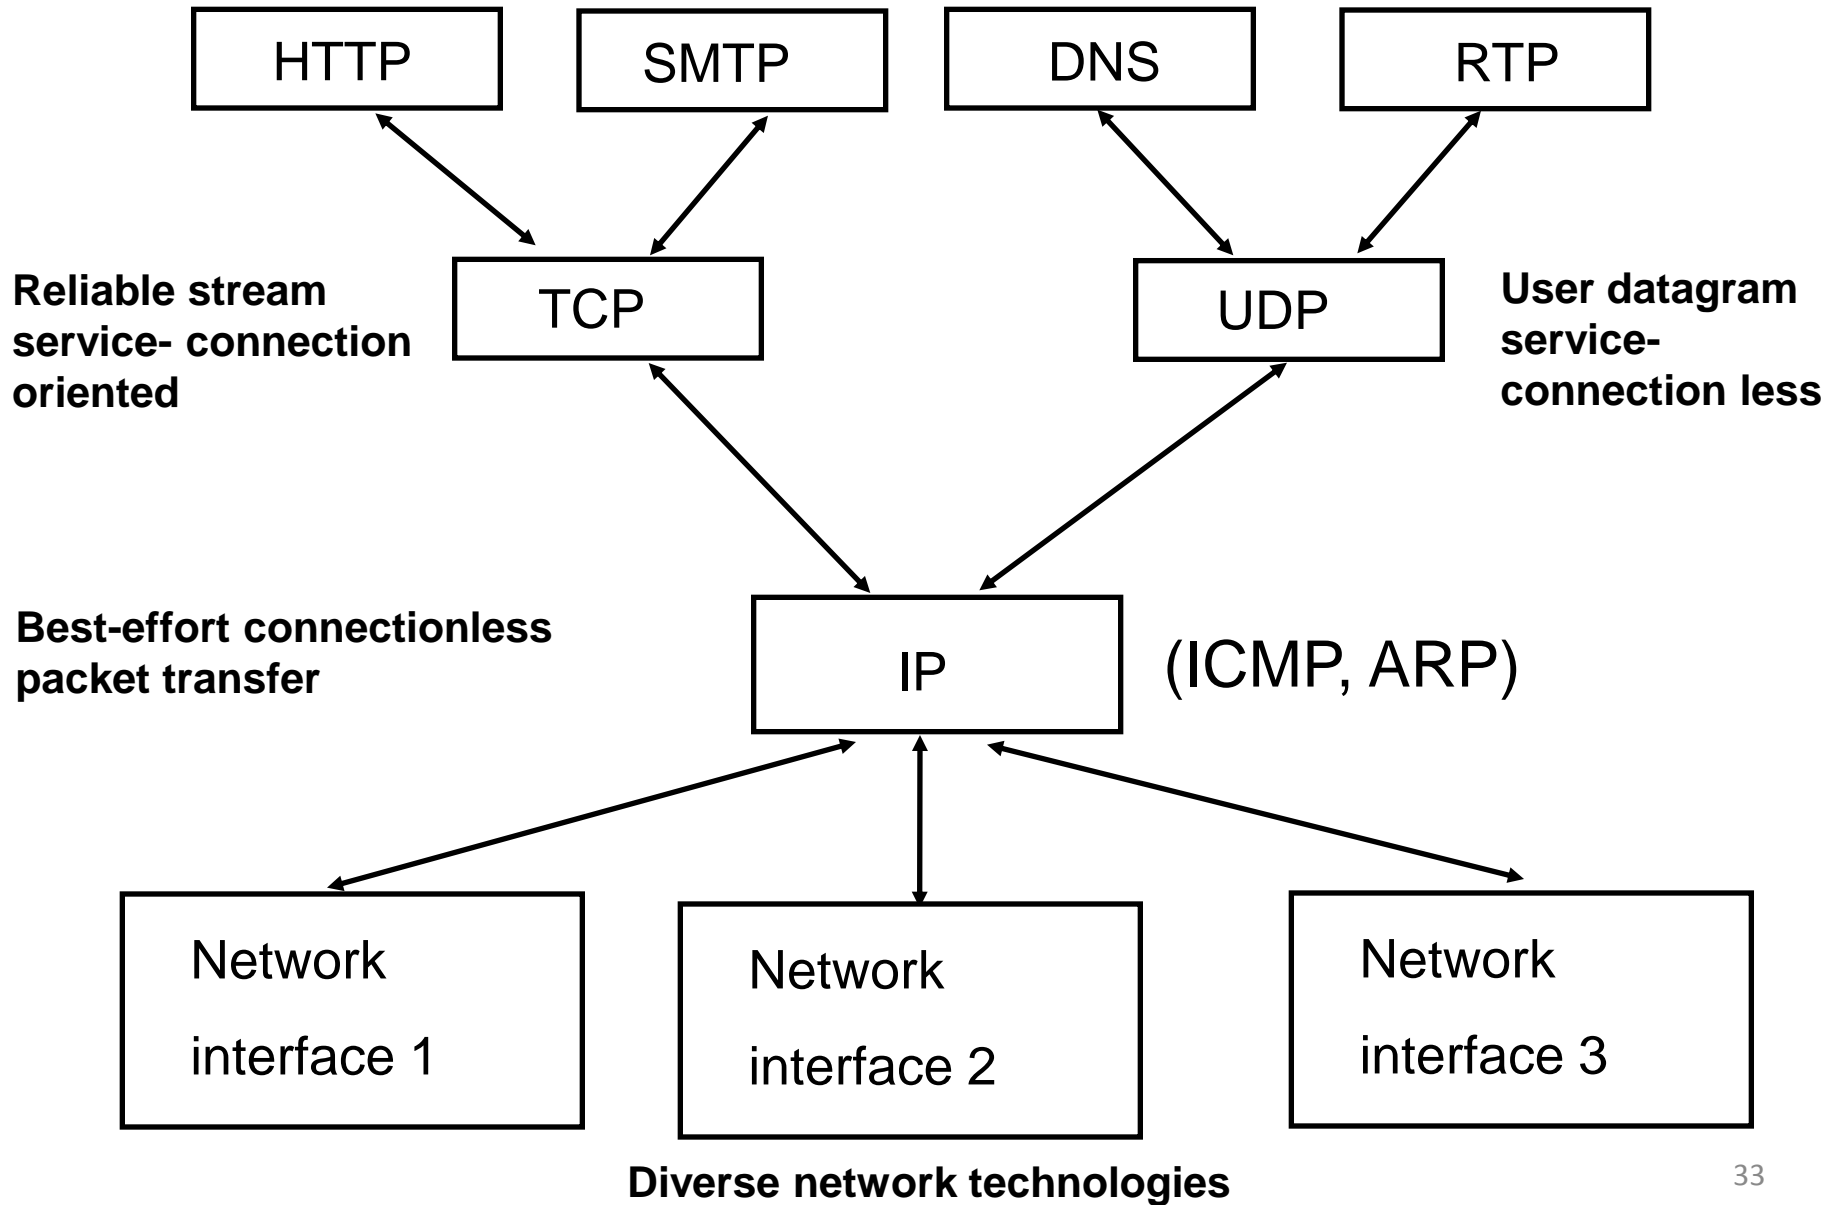 HTTP
SMTP
DNS
RTP
Reliable stream
service- connection
oriented
TCP
UDP
User datagram
service-
connection less
Best-effort connectionless
packet transfer
IP
(ICMP, ARP)
Network
interface 1
Network
interface 2
Network
interface 3
Diverse network technologies
33